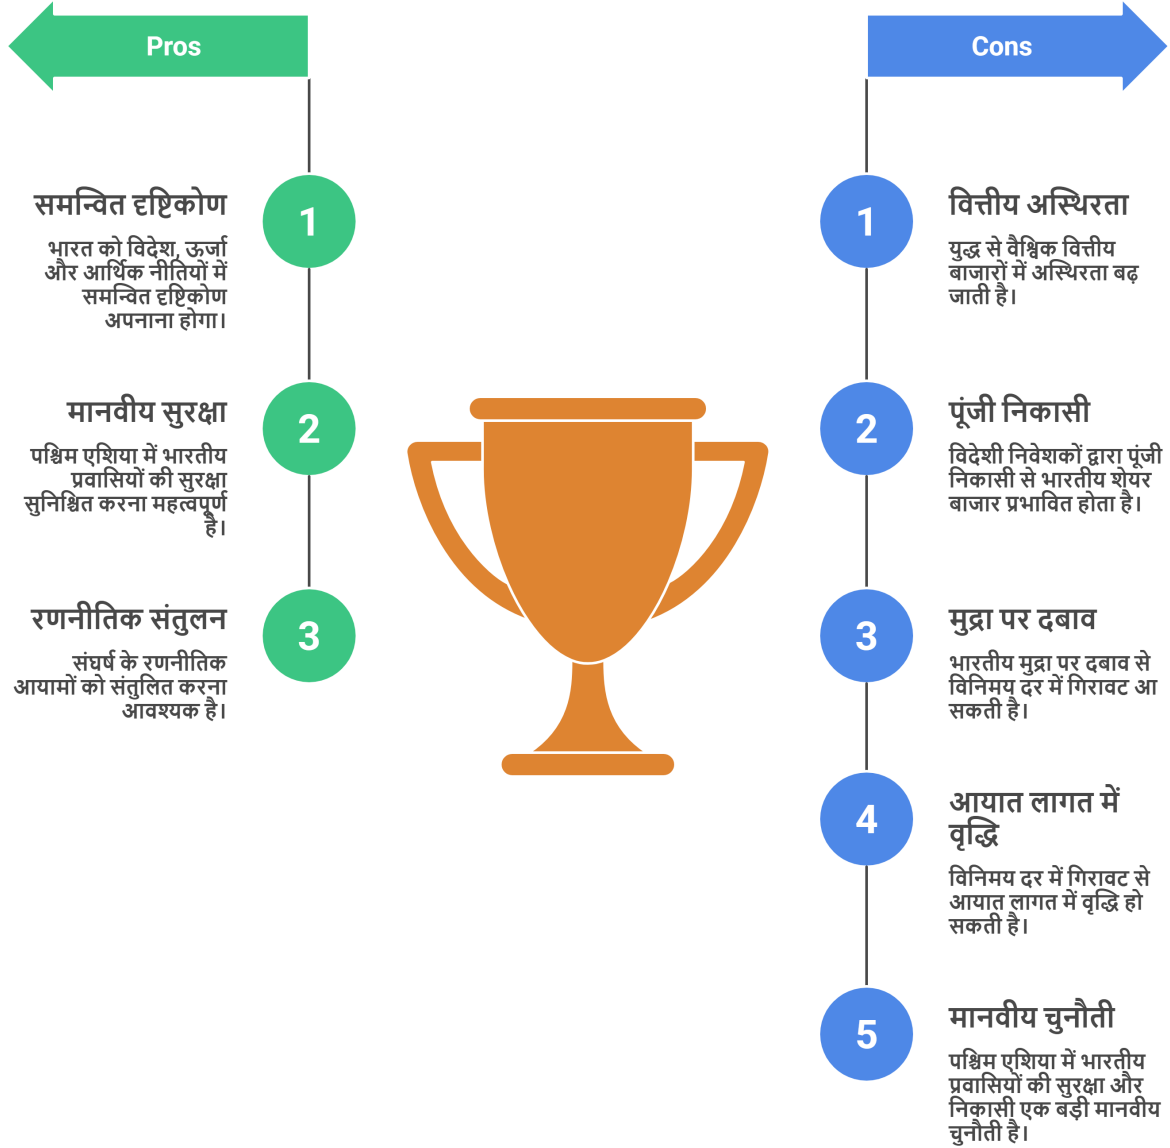 Pros
1
समन्वित दृष्टिकोण
भारत को विदेश, ऊर्जा
और आर्थिक नीतियों में
समन्वित दृष्टिकोण
अपनाना होगा।
2
मानवीय सुरक्षा
पश्चिम एशिया में भारतीय
प्रवासियों की सुरक्षा
सुनिश्चित करना महत्वपूर्ण
है।
3
रणनीतिक संतुलन
संघर्ष के रणनीतिक
आयामों को संतुलित करना
आवश्यक है।
Cons
1
वित्तीय अस्थिरता
युद्ध से वैश्विक वित्तीय
बाजारों में अस्थिरता बढ़
जाती है।
2
पूंजी निकासी
विदेशी निवेशकों द्वारा पूंजी
निकासी से भारतीय शेयर
बाजार प्रभावित होता है।
3
मुद्रा पर दबाव
भारतीय मुद्रा पर दबाव से
विनिमय दर में गिरावट आ
सकती है।
4
आयात लागत में
वृद्धि
विनिमय दर में गिरावट से
आयात लागत में वृद्धि हो
सकती है।
5
मानवीय चुनौती
पश्चिम एशिया में भारतीय
प्रवासियों की सुरक्षा और
निकासी एक बड़ी मानवीय
चुनौती है।